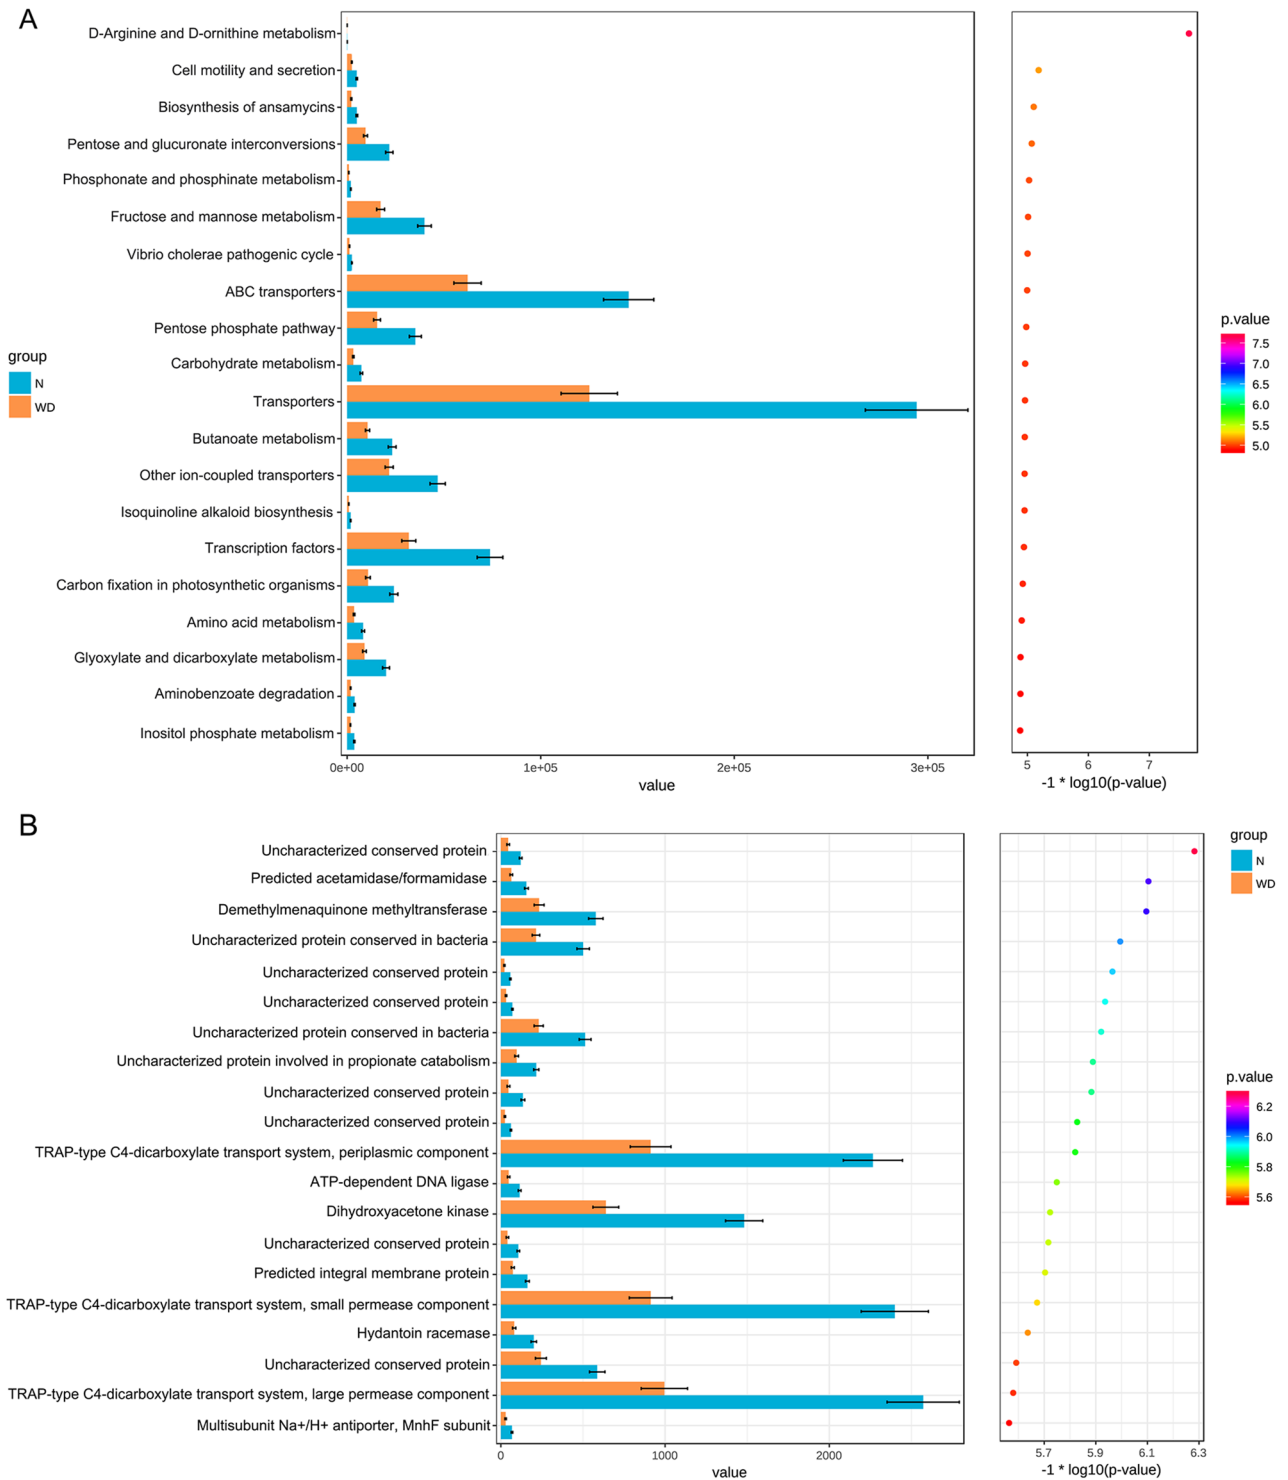 A
D-Arginine and D-ornithine metabolism
Cell motility and secretion
Biosynthesis of ansamycins
Pentose and glucuronate interconversions
Phosphonate and phosphinate metabolism
Fructose and mannose metabolism
Vibrio cholerae pathogenic cycle
ABC transporters
Pentose phosphate pathway
Carbohydrate metabolism
Transporters
Butanoate metabolism
Other ion-coupled transporters
Isoquinoline alkaloid biosynthesis
Transcription factors
Carbon fixation in photosynthetic organisms
Amino acid metabolism
Glyoxylate and dicarboxylate metabolism
Aminobenzoate degradation
Inositol phosphate metabolism
group
N
WD
0e+00 1e+05 2e+05 3e+05
value
5 6 7
-1 * log10(p-value)
p.value
7.5
7.0
6.5
6.0
5.5
5.0
B
Uncharacterized conserved protein
Predicted acetamidase/formamidase
Demethylmenaquinone methyltransferase
Uncharacterized protein conserved in bacteria
Uncharacterized conserved protein
Uncharacterized conserved protein
Uncharacterized protein conserved in bacteria
Uncharacterized protein involved in propionate catabolism
Uncharacterized conserved protein
Uncharacterized conserved protein
TRAP-type C4-dicarboxylate transport system, periplasmic component
ATP-dependent DNA ligase
Dihydroxyacetone kinase
Uncharacterized conserved protein
Predicted integral membrane protein
TRAP-type C4-dicarboxylate transport system, small permease component
Hydantoin racemase
Uncharacterized conserved protein
TRAP-type C4-dicarboxylate transport system, large permease component
Multisubunit Na+/H+ antiporter, MnhF subunit
0 1000 2000
value
5.7 5.9 6.1 6.3
-1 * log10(p-value)
group
N
WD
p.value
6.2
6.0
5.8
5.6